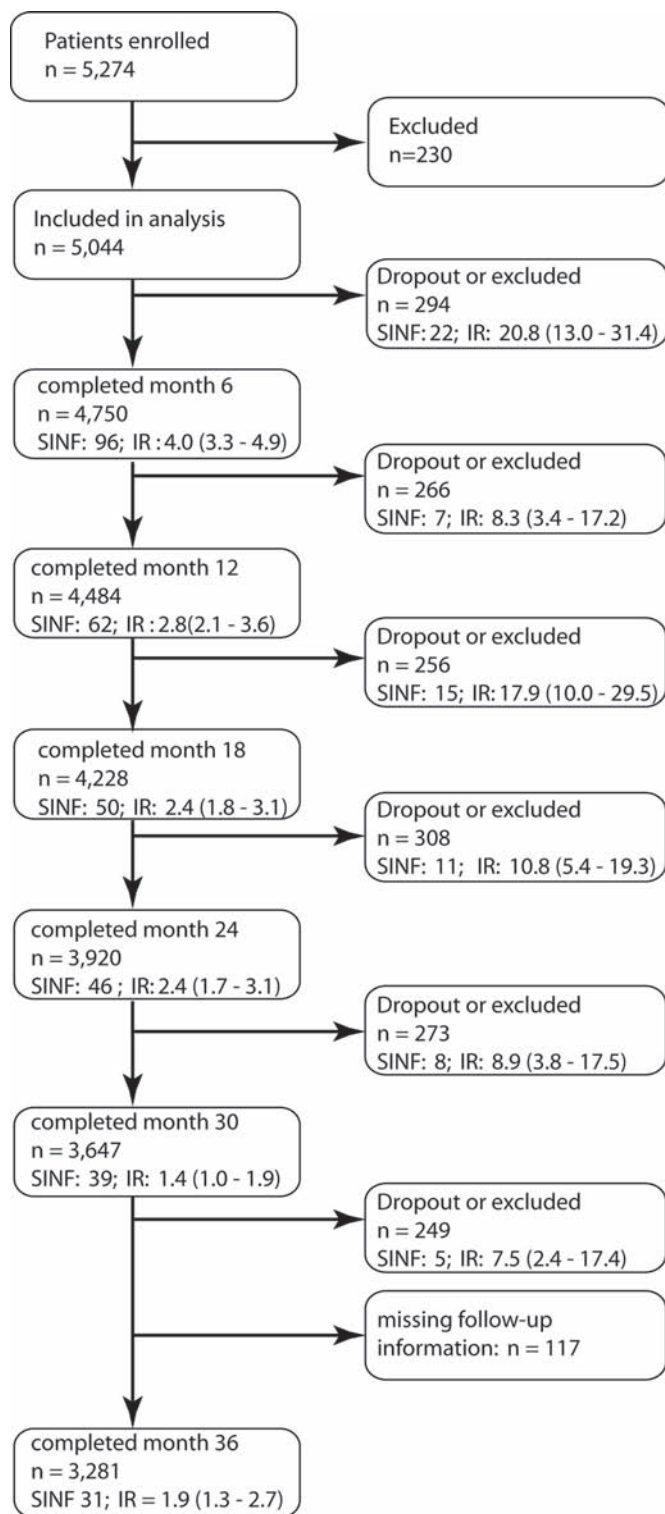 Patients enrolled
n = 5,274
Excluded
n=230
Included in analysis
n = 5,044
Dropout or excluded
n = 294
SINF: 22; IR: 20.8 (13.0 - 31.4)
completed month 6
n = 4,750
SINF: 96; IR : 4.0 (3.3 - 4.9)
Dropout or excluded
n = 266
SINF: 7; IR: 8.3 (3.4 - 17.2)
completed month 12
n = 4,484
SINF: 62; IR : 2.8(2.1 - 3.6)
Dropout or excluded
n = 256
SINF: 15; IR: 17.9 (10.0 - 29.5)
completed month 18
n = 4,228
SINF: 50; IR: 2.4 (1.8 - 3.1)
Dropout or excluded
n = 308
SINF: 11; IR: 10.8 (5.4 - 19.3)
completed month 24
n = 3,920
SINF: 46 ; IR: 2.4 (1.7 - 3.1)
Dropout or excluded
n = 273
SINF: 8; IR: 8.9 (3.8 - 17.5)
completed month 30
n = 3,647
SINF: 39; IR: 1.4 (1.0 - 1.9)
Dropout or excluded
n = 249
SINF: 5; IR: 7.5 (2.4 - 17.4)
missing follow-up
information: n = 117
completed month 36
n = 3,281
SINF 31; IR = 1.9 (1.3 - 2.7)